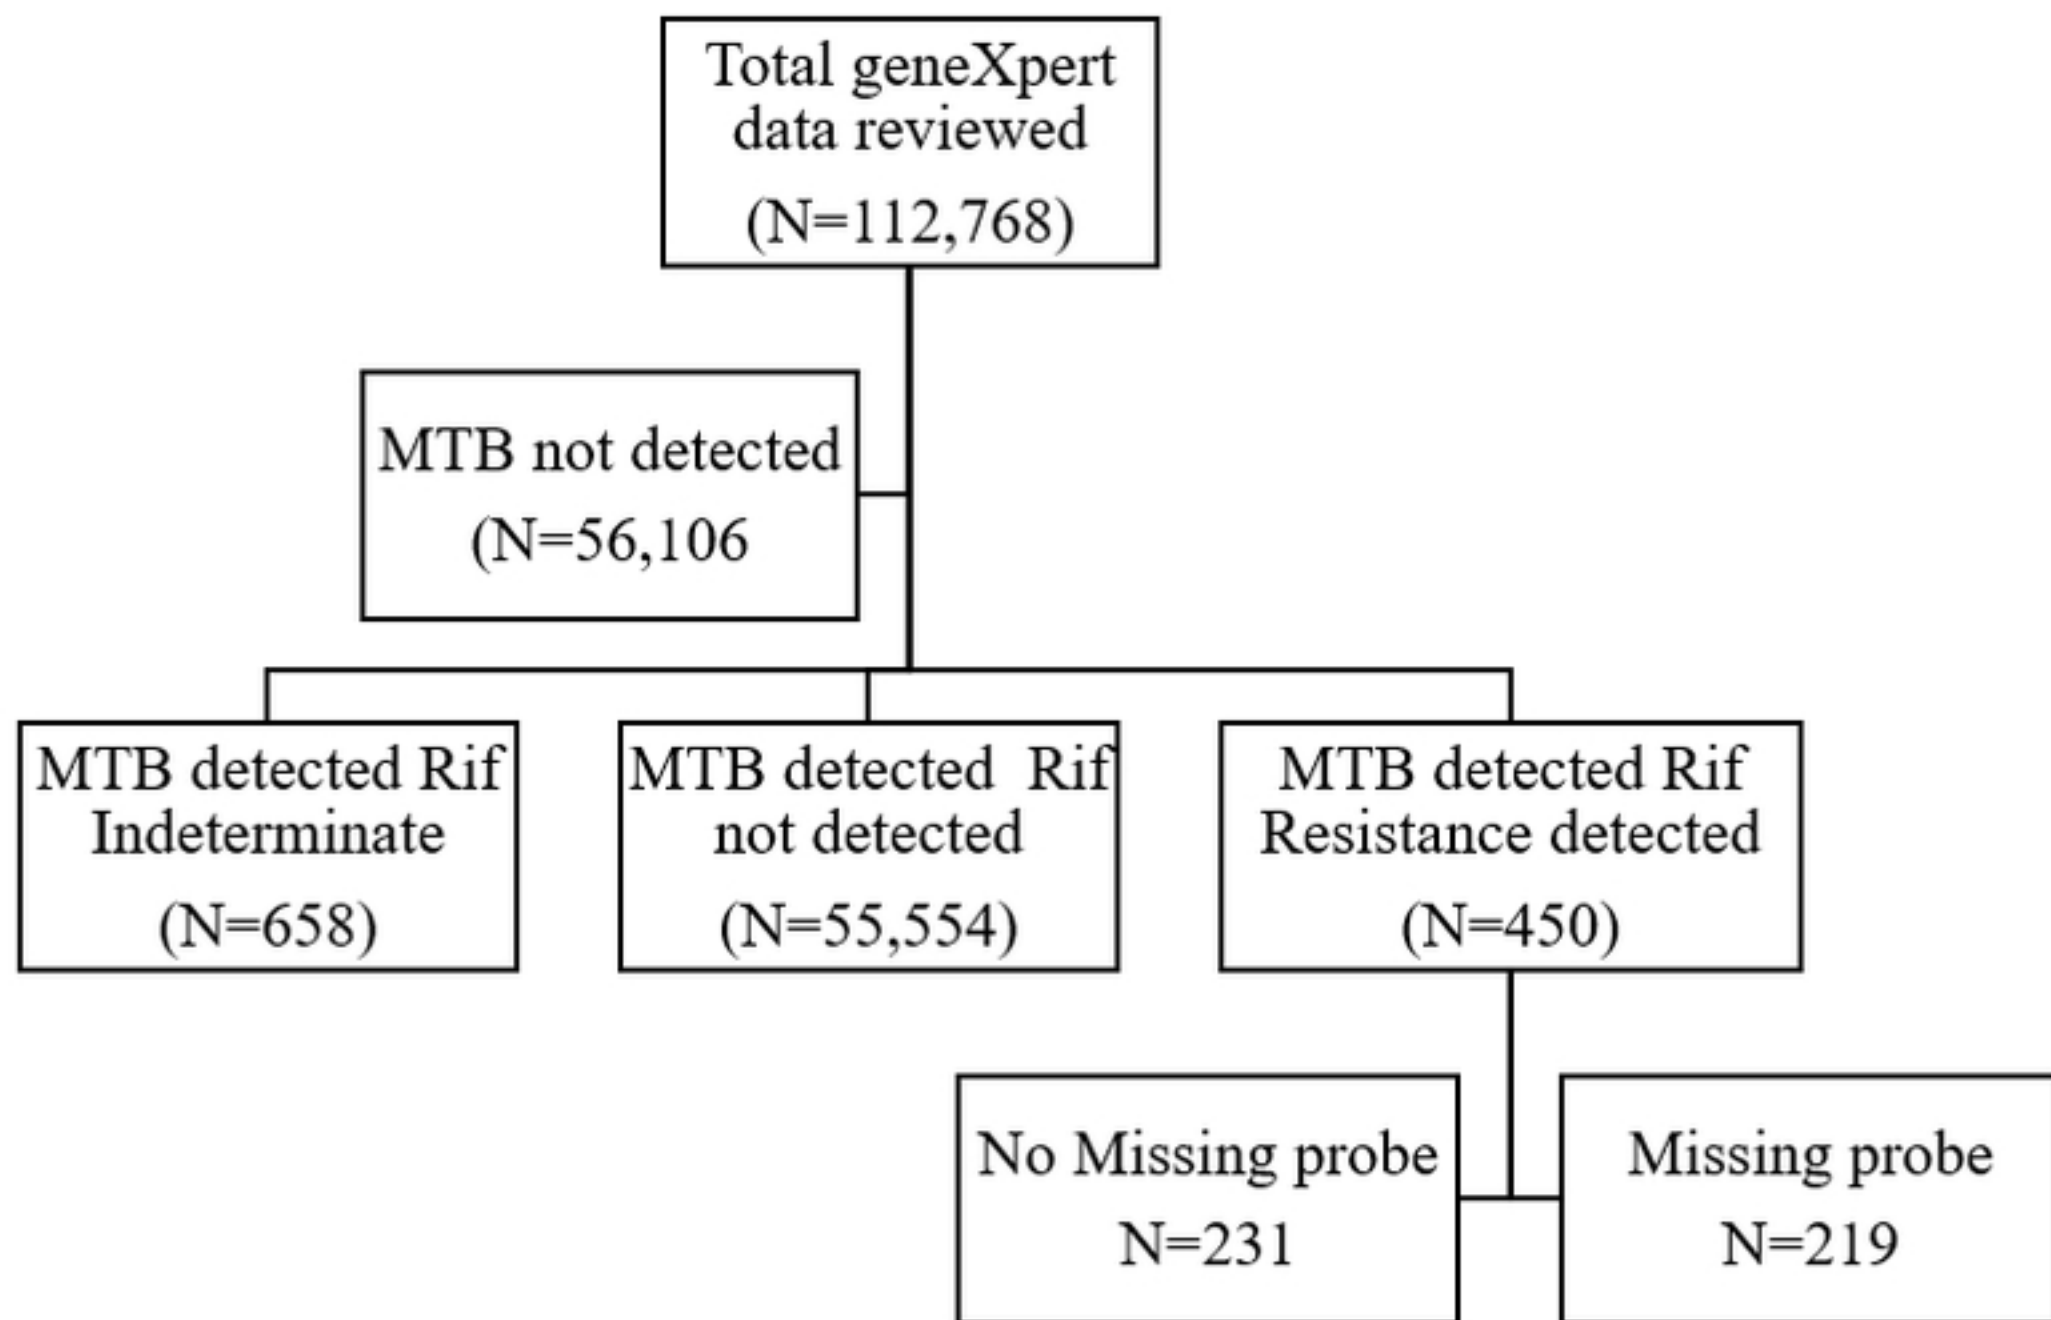 Total geneXpert
data reviewed
(N=112,768)
MTB not detected
(N=56,106
MTB detected Rif
Indeterminate
(N=658)
MTB detected  Rif
not detected
(N=55,554)
MTB detected Rif
Resistance detected
(N=450)
No Missing probe
N=231
Missing probe
N=219